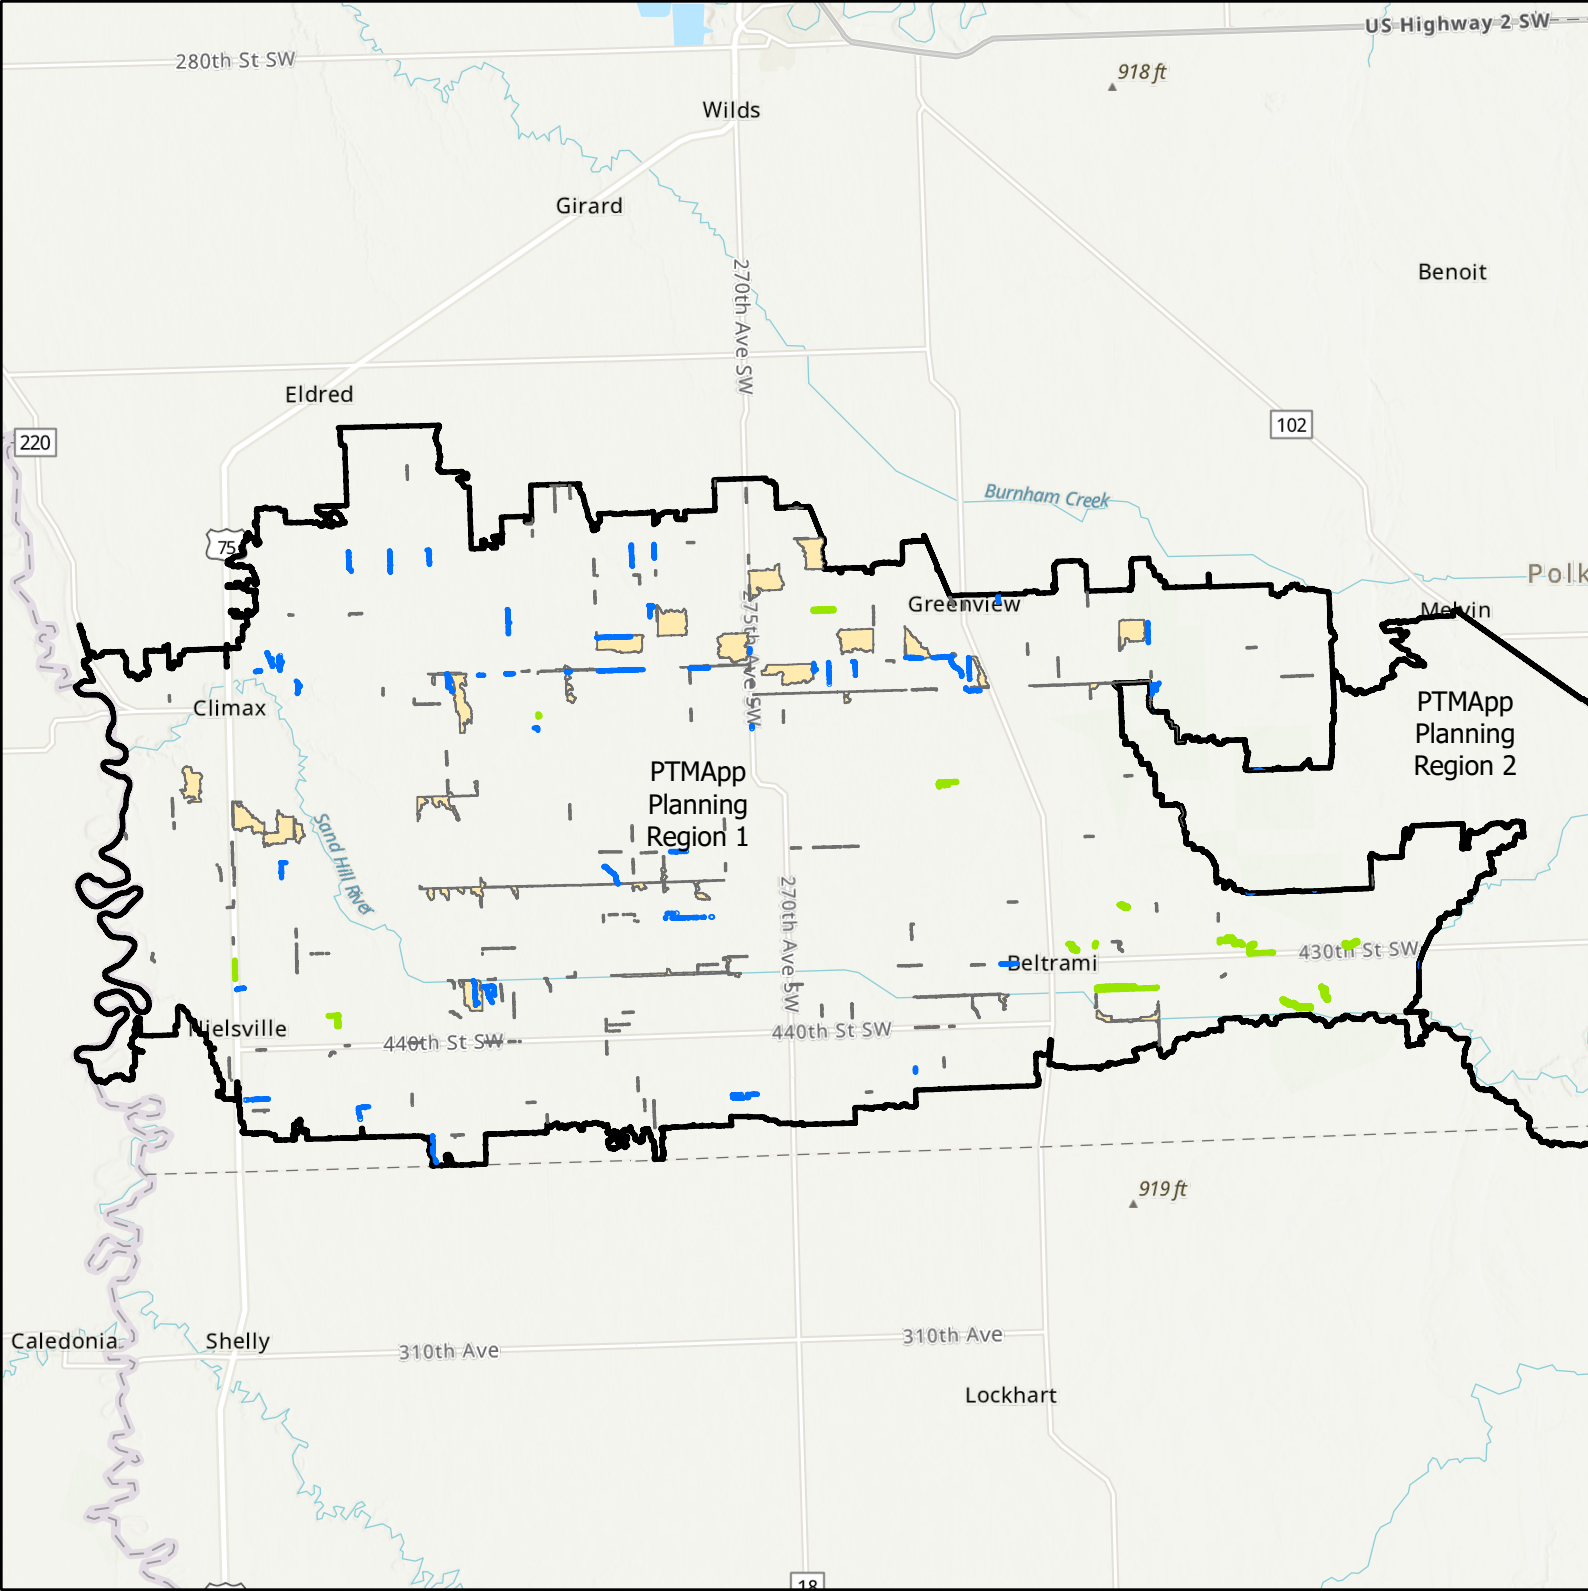 US Highway 2 SW
280th St SW
918 ft
Wilds
Girard
270th Ave SW
Benoit
Eldred
220
102
Burnham Creek
75
Polk
Greenview
Melvin
275th Ave SW
Climax
PTMApp
Planning
Region 2
PTMApp
Planning
Region 1
Sand Hill River
270th Ave SW
430th St SW
Beltrami
Nielsville
440th St SW
440th St SW
919 ft
Caledonia
Shelly
310th Ave
310th Ave
Lockhart
18